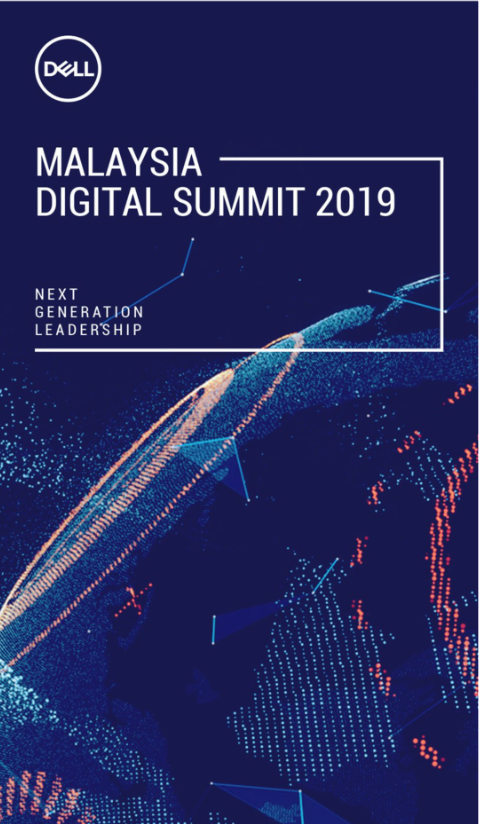 DELL
MALAYSIA
DIGITAL SUMMIT 2019
NEXT
GENERATION
LEADERSHIP